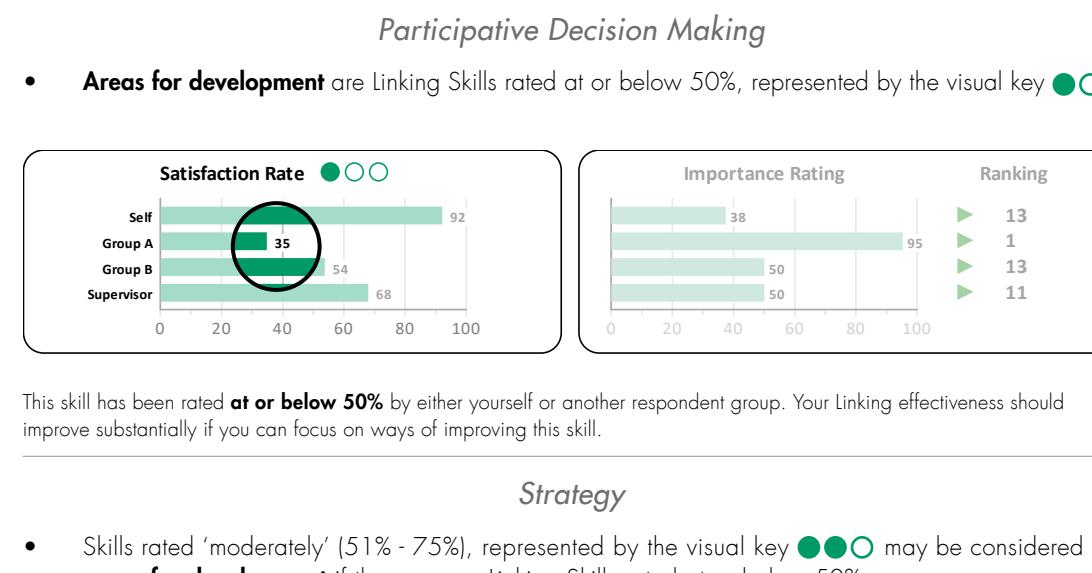 Participative Decision Making
• Areas for development are Linking Skills rated at or below 50%, represented by the visual key
Satisfaction Rate
Self 92
Group A 35
Group B 54
Supervisor 68
0 20 40 60 80 100
Importance Rating Ranking
38 13
95 1
50 13
50 11
0 20 40 60 80 100
This skill has been rated at or below 50% by either yourself or another respondent group. Your Linking effectiveness should
improve substantially if you can focus on ways of improving this skill.
Strategy
• Skills rated ‘moderately’ (51% - 75%), represented by the visual key may be considered